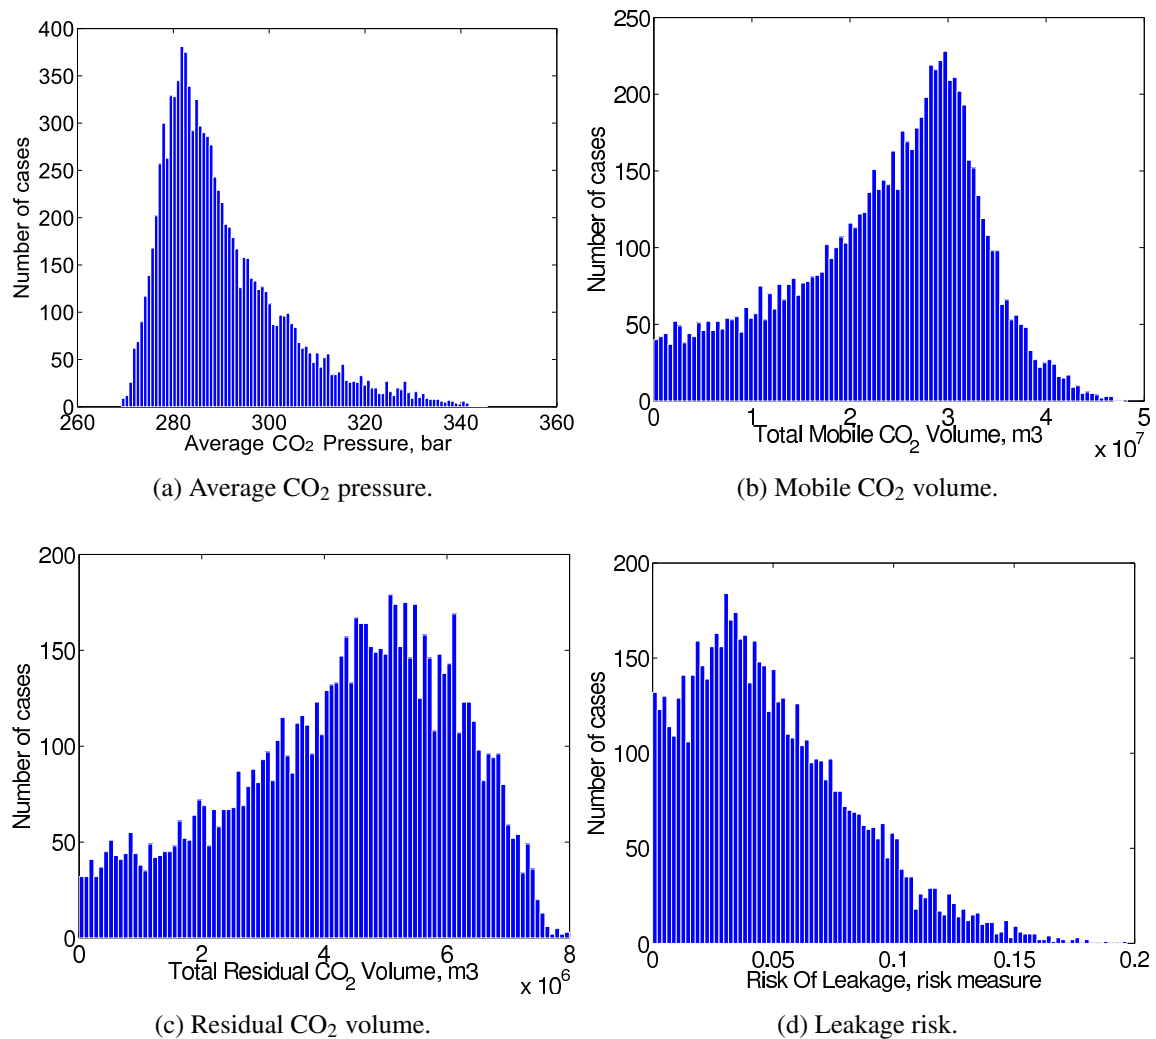 400
350
300
250
200
150
100
50
0
Number of cases
260 280 300 320 340 360
Average CO₂ Pressure, bar
(a) Average CO₂ pressure.
250
200
150
100
50
0
Number of cases
0 1 2 3 4 5
Total Mobile CO₂ Volume, m3
x 10⁷
(b) Mobile CO₂ volume.
200
150
100
50
0
Number of cases
0 2 4 6 8
Total Residual CO₂ Volume, m3
x 10⁶
(c) Residual CO₂ volume.
200
150
100
50
0
Number of cases
0 0.05 0.1 0.15 0.2
Risk Of Leakage, risk measure
(d) Leakage risk.